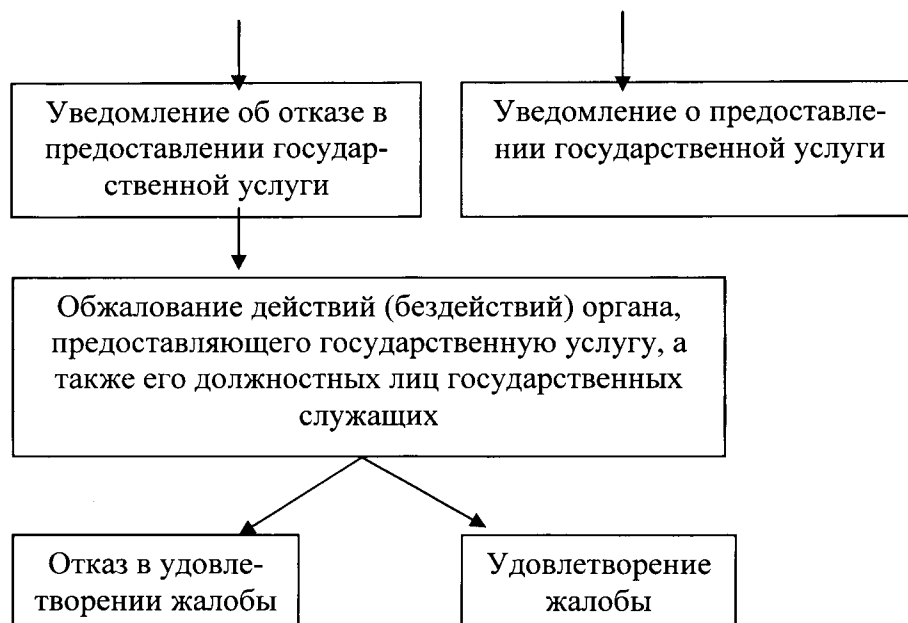 Уведомление об отказе в
предоставлении государ-
ственной услуги
Уведомление о предоставле-
нии государственной услуги
Обжалование действий (бездействий) органа,
предоставляющего государственную услугу, а
также его должностных лиц государственных
служащих
Отказ в удовле-
творении жалобы
Удовлетворение
жалобы